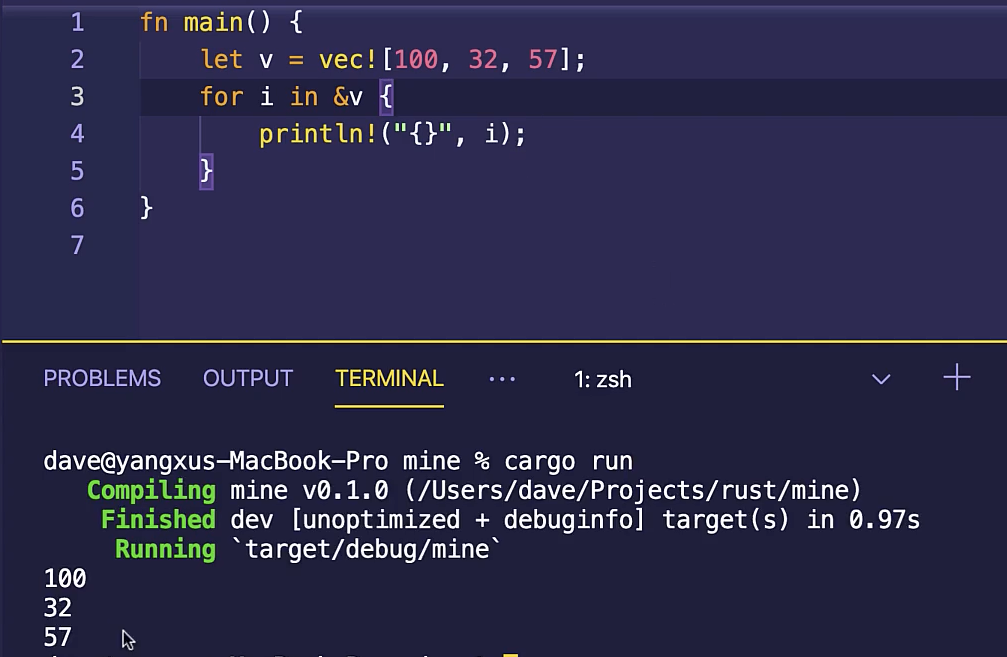 1 fn main() {
2     let v = vec![100, 32, 57];
3     for i in &v {
4         println!("{}", i);
5     }
6 }
7
PROBLEMS OUTPUT TERMINAL ··· 1: zsh
dave@yangxus-MacBook-Pro mine % cargo run
   Compiling mine v0.1.0 (/Users/dave/Projects/rust/mine)
    Finished dev [unoptimized + debuginfo] target(s) in 0.97s
     Running `target/debug/mine`
100
32
57